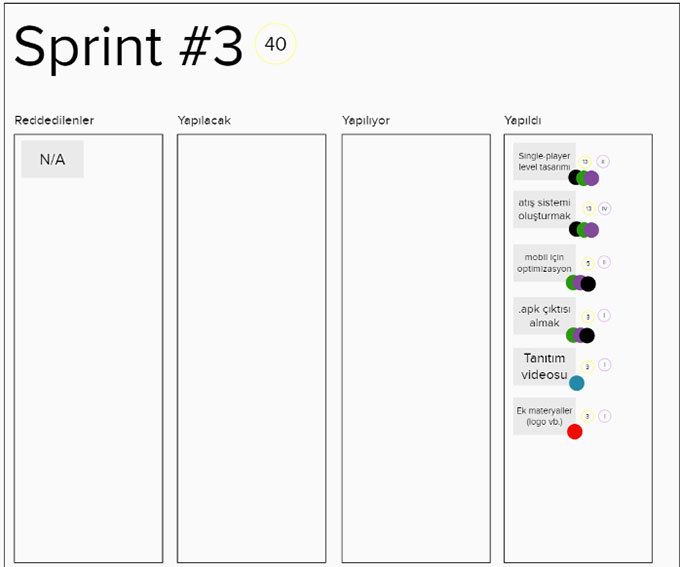 Sprint #3
40
Reddedilenler
Yapılacak
Yapılıyor
Yapıldı
N/A
Single-player
level tasarımı
13
II
atış sistemi
oluşturmak
13
IV
mobil için
optimizasyon
5
II
.apk çıktısı
almak
3
I
Tanıtım
videosu
3
I
Ek materyaller
(logo vb.)
3
I